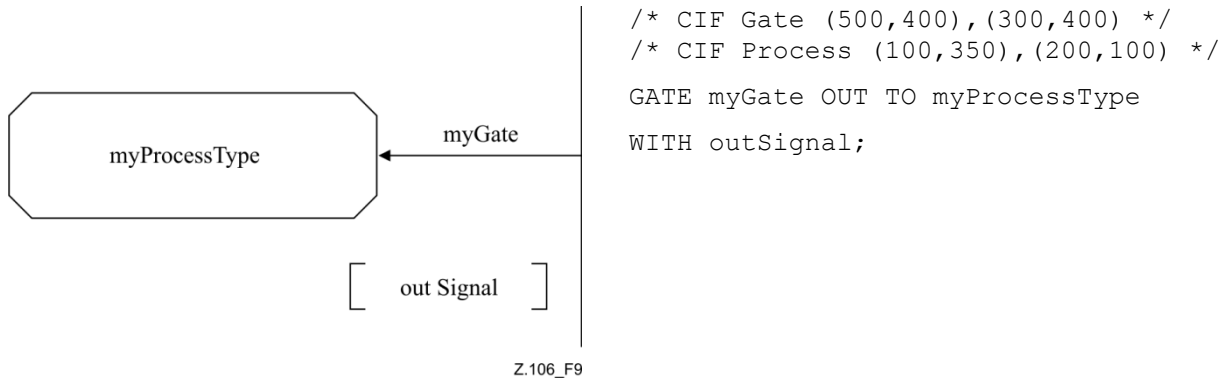 myProcessType
myGate
out Signal
Z.106_F9
/* CIF Gate (500,400),(300,400) */
/* CIF Process (100,350),(200,100) */
GATE myGate OUT TO myProcessType
WITH outSignal;